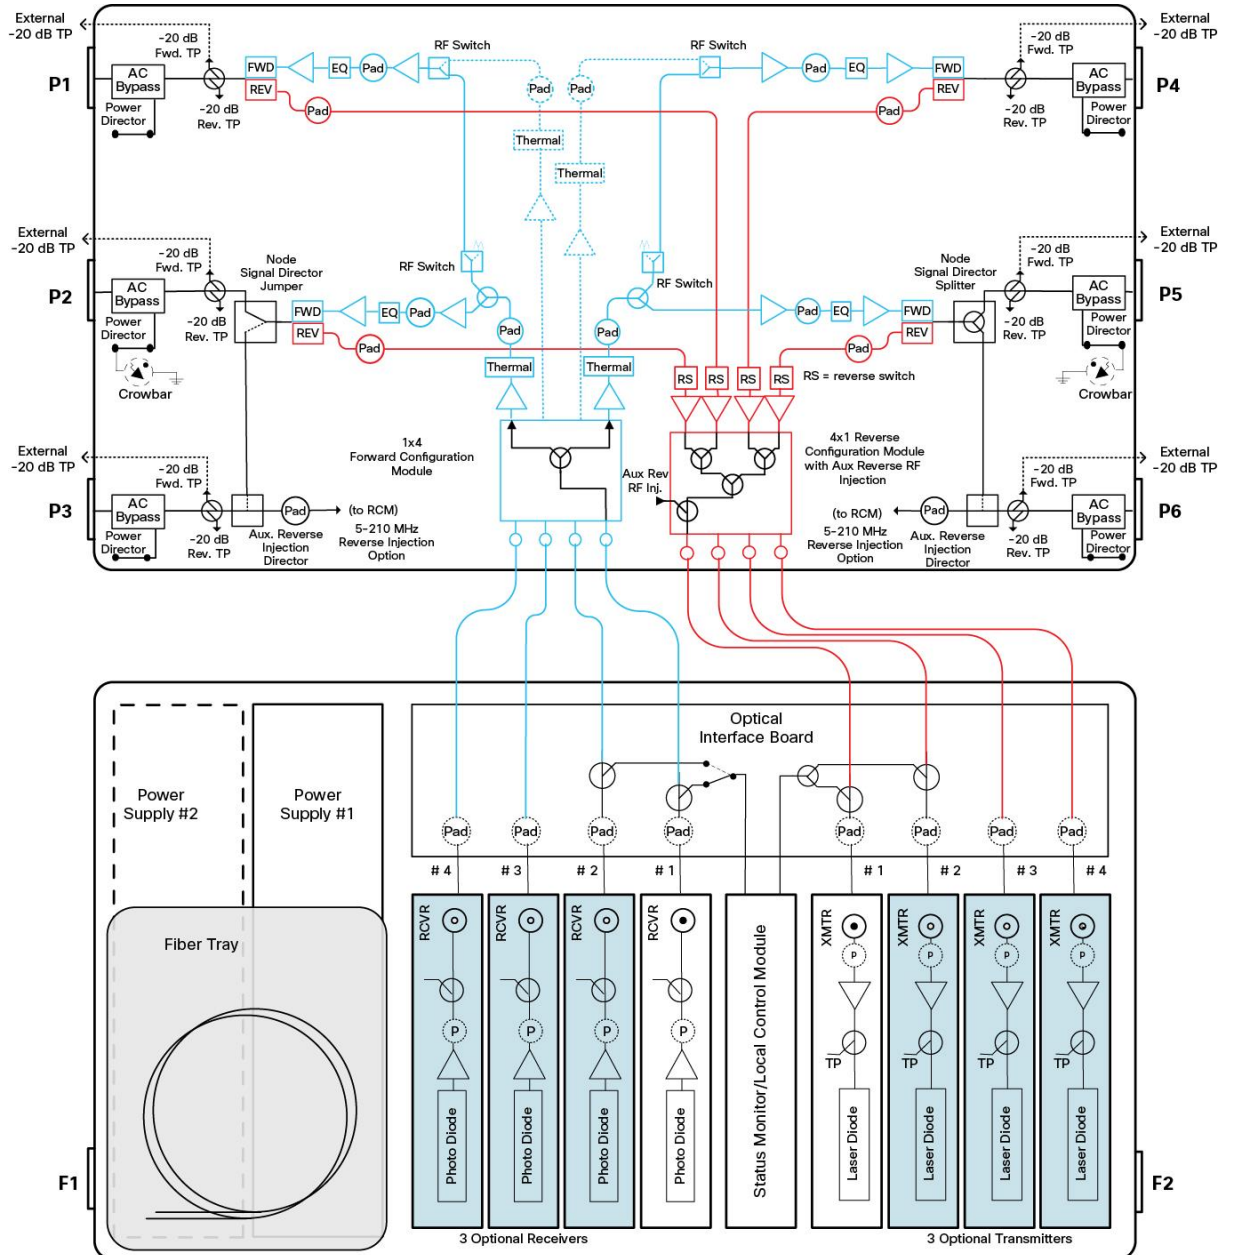 External
-20 dB TP
-20 dB
Fwd. TP
P1
AC
Bypass
Power
Director
-20 dB
Rev. TP
FWD
REV
EQ
Pad
RF Switch
Pad
Pad
Pad
Thermal
Thermal
RF Switch
Pad
EQ
FWD
REV
Pad
-20 dB
Fwd. TP
-20 dB
Rev. TP
AC
Bypass
Power
Director
P4
External
-20 dB TP
External
-20 dB TP
-20 dB
Fwd. TP
P2
AC
Bypass
Power
Director
-20 dB
Rev. TP
Crowbar
Node
Signal Director
Jumper
FWD
REV
EQ
Pad
Pad
RF Switch
Pad
Thermal
RF Switch
Pad
Thermal
Pad
EQ
FWD
REV
Pad
RS
RS
RS
RS
RS = reverse switch
Node
Signal Director
Splitter
-20 dB
Fwd. TP
-20 dB
Rev. TP
AC
Bypass
Power
Director
Crowbar
P5
External
-20 dB TP
External
-20 dB TP
-20 dB
Fwd. TP
P3
AC
Bypass
Power
Director
-20 dB
Rev. TP
Pad
Aux. Reverse
Injection
Director
(to RCM)
5-210 MHz
Reverse Injection
Option
1x4
Forward Configuration
Module
Aux Rev
RF Inj.
4x1 Reverse
Configuration Module
with Aux Reverse RF
Injection
(to RCM)
5-210 MHz
Reverse Injection
Option
Pad
Aux. Reverse
Injection
Director
-20 dB
Fwd. TP
-20 dB
Rev. TP
AC
Bypass
Power
Director
P6
External
-20 dB TP
Power
Supply #2
Power
Supply #1
Fiber Tray
F1
Optical
Interface Board
Pad
Pad
Pad
Pad
Pad
Pad
Pad
Pad
# 4
# 3
# 2
# 1
# 1
# 2
# 3
# 4
RCVR
P
Photo Diode
RCVR
P
Photo Diode
RCVR
P
Photo Diode
RCVR
P
Photo Diode
Status Monitor/Local Control Module
XMTR
P
TP
Laser Diode
XMTR
P
TP
Laser Diode
XMTR
P
TP
Laser Diode
XMTR
P
TP
Laser Diode
F2
3 Optional Receivers
3 Optional Transmitters